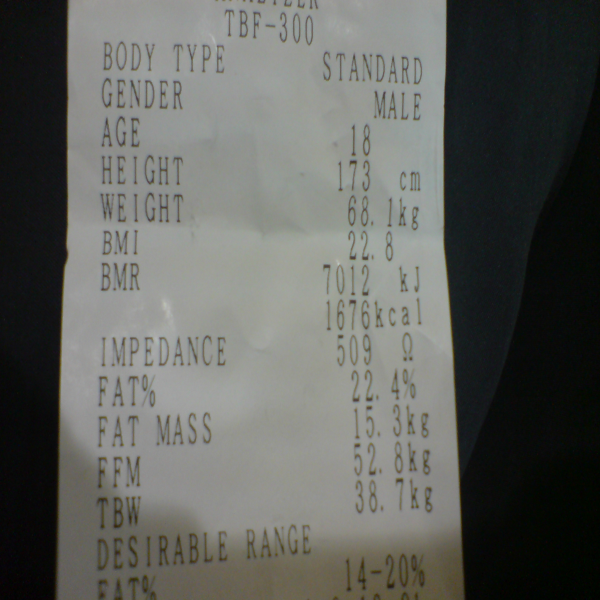 TBF-300
BODY TYPE STANDARD
GENDER MALE
AGE 18
HEIGHT 173 cm
WEIGHT 68.1kg
BMI 22.8
BMR 7012 kJ
1676kcal
IMPEDANCE 509 Ω
FAT% 22.4%
FAT MASS 15.3kg
FFM 52.8kg
TBW 38.7kg
DESIRABLE RANGE
FAT% 14-20%